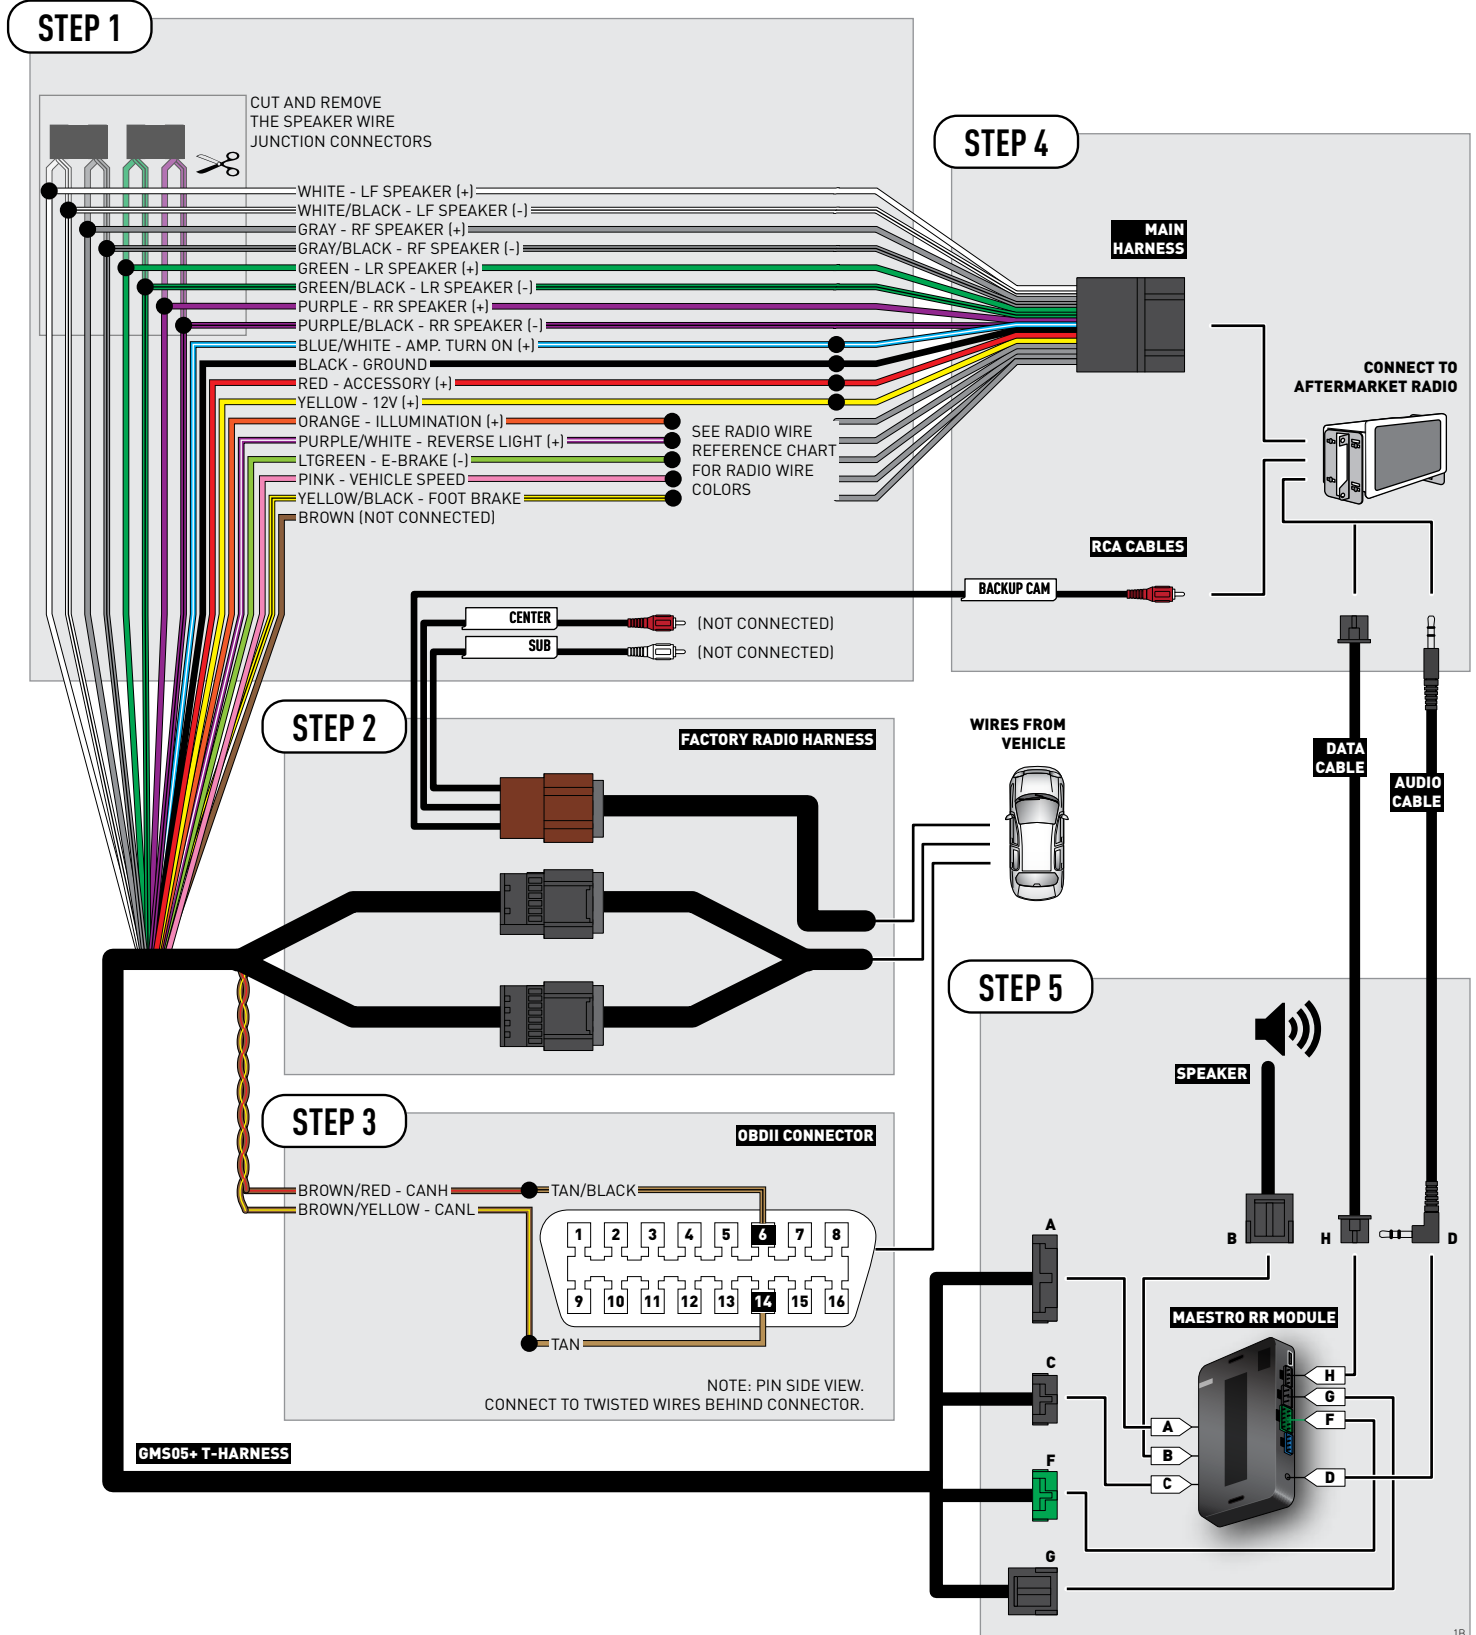 STEP 1
CUT AND REMOVE
THE SPEAKER WIRE
JUNCTION CONNECTORS
WHITE - LF SPEAKER (+)
WHITE/BLACK - LF SPEAKER (-)
GRAY - RF SPEAKER (+)
GRAY/BLACK - RF SPEAKER (-)
GREEN - LR SPEAKER (+)
GREEN/BLACK - LR SPEAKER (-)
PURPLE - RR SPEAKER (+)
PURPLE/BLACK - RR SPEAKER (-)
BLUE/WHITE - AMP. TURN ON (+)
BLACK - GROUND
RED - ACCESSORY (+)
YELLOW - 12V (+)
ORANGE - ILLUMINATION (+)
PURPLE/WHITE - REVERSE LIGHT (+)
LTGREEN - E-BRAKE (-)
PINK - VEHICLE SPEED
YELLOW/BLACK - FOOT BRAKE
BROWN (NOT CONNECTED)
SEE RADIO WIRE
REFERENCE CHART
FOR RADIO WIRE
COLORS
STEP 4
MAIN
HARNESS
CONNECT TO
AFTERMARKET RADIO
RCA CABLES
BACKUP CAM
CENTER
(NOT CONNECTED)
SUB
(NOT CONNECTED)
DATA
CABLE
AUDIO
CABLE
STEP 2
FACTORY RADIO HARNESS
WIRES FROM
VEHICLE
STEP 3
OBDII CONNECTOR
BROWN/RED - CANH
TAN/BLACK
BROWN/YELLOW - CANL
1 2 3 4 5 6 7 8
9 10 11 12 13 14 15 16
TAN
NOTE: PIN SIDE VIEW.
CONNECT TO TWISTED WIRES BEHIND CONNECTOR.
GMS05+ T-HARNESS
STEP 5
SPEAKER
A
B
H
D
MAESTRO RR MODULE
C
H
G
F
A
B
C
D
F
G
1B